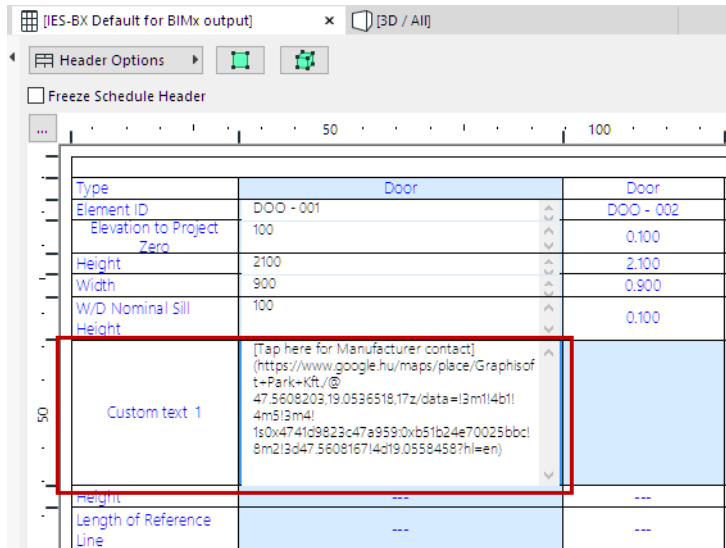 [IES-BX Default for BIMx output] × [3D / All]
Header Options
Freeze Schedule Header
... 50 100
Type Door Door
Element ID DOO - 001 DOO - 002
Elevation to Project
Zero 100 0.100
Height 2100 2.100
Width 900 0.900
W/D Nominal Sill
Height 100 0.100
50
Custom text 1
[Tap here for Manufacturer contact]
(https://www.google.hu/maps/place/Graphisof
t+Park+Kft./@
47.5608203,19.0536518,17z/data=!3m1!4b1!
4m5!3m4!
1s0x4741d9823c47a959:0xb51b24e70025bbc!
8m2!3d47.5608167!4d19.0558458?hl=en)
Height --- ---
Length of Reference
Line --- ---